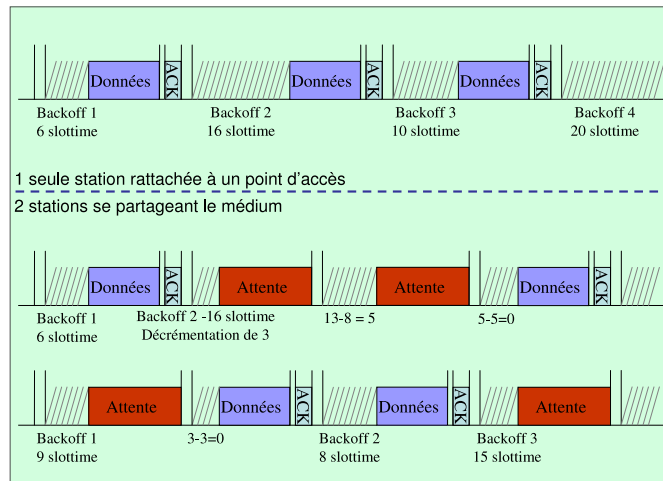 Données ACK Données ACK Données ACK
Backoff 1 Backoff 2 Backoff 3 Backoff 4
6 slottime 16 slottime 10 slottime 20 slottime
1 seule station rattachée à un point d'accès
2 stations se partageant le médium
Données ACK Attente Attente Données ACK
Backoff 1 Backoff 2 -16 slottime 13-8 = 5 5-5=0
6 slottime Décrémentation de 3
Attente Données ACK Données ACK Attente
Backoff 1 3-3=0 Backoff 2 Backoff 3
9 slottime 8 slottime 15 slottime